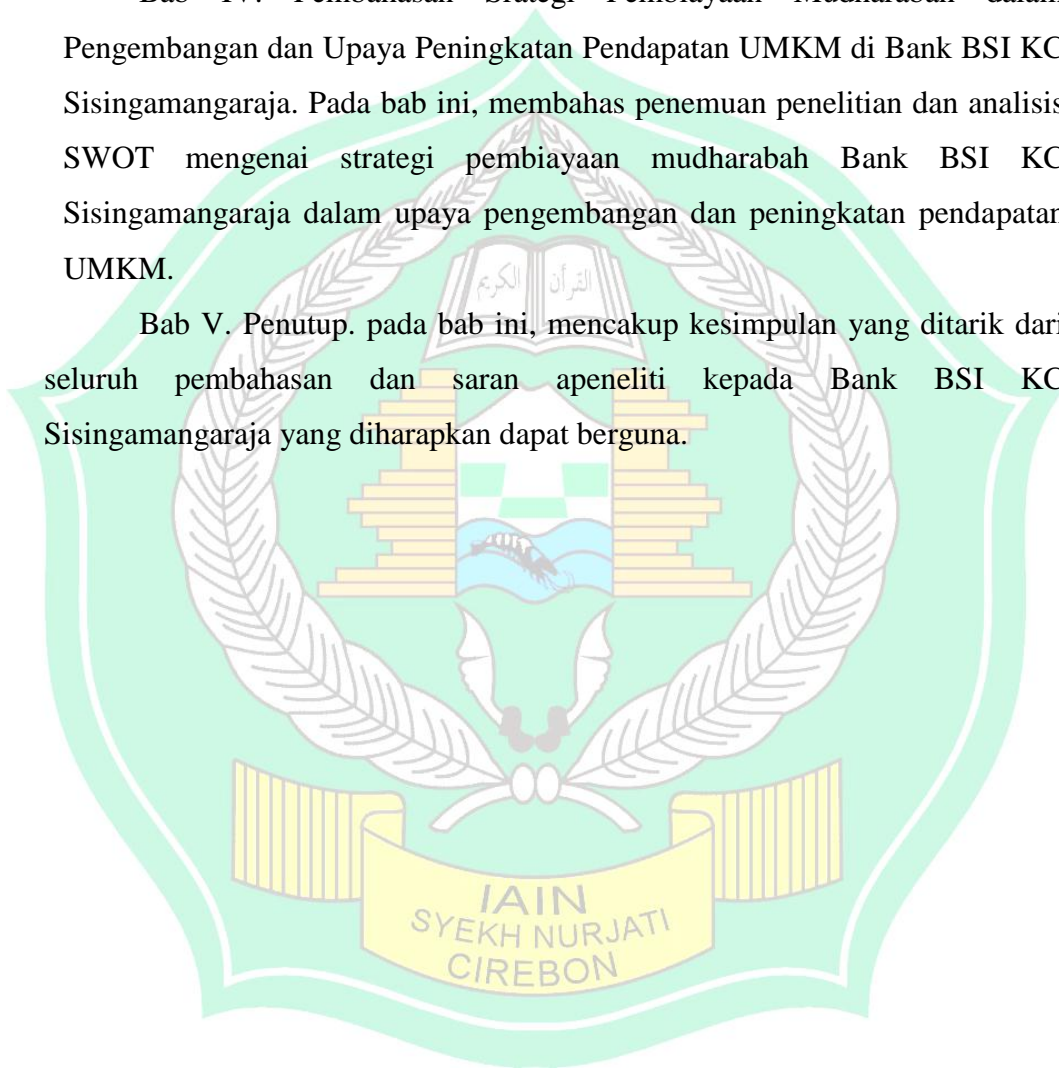 Bab IV. Pembahasan Srategi Pembiayaan Mudharabah dalam
Pengembangan dan Upaya Peningkatan Pendapatan UMKM di Bank BSI KC
Sisingamangaraja. Pada bab ini, membahas penemuan penelitian dan analisis
SWOT mengenai strategi pembiayaan mudharabah Bank BSI KC
Sisingamangaraja dalam upaya pengembangan dan peningkatan pendapatan
UMKM.
القرأن الكريم
Bab V. Penutup. pada bab ini, mencakup kesimpulan yang ditarik dari
seluruh pembahasan dan saran apeneliti kepada Bank BSI KC
Sisingamangaraja yang diharapkan dapat berguna.
IAIN
SYEKH NURJATI
CIREBON